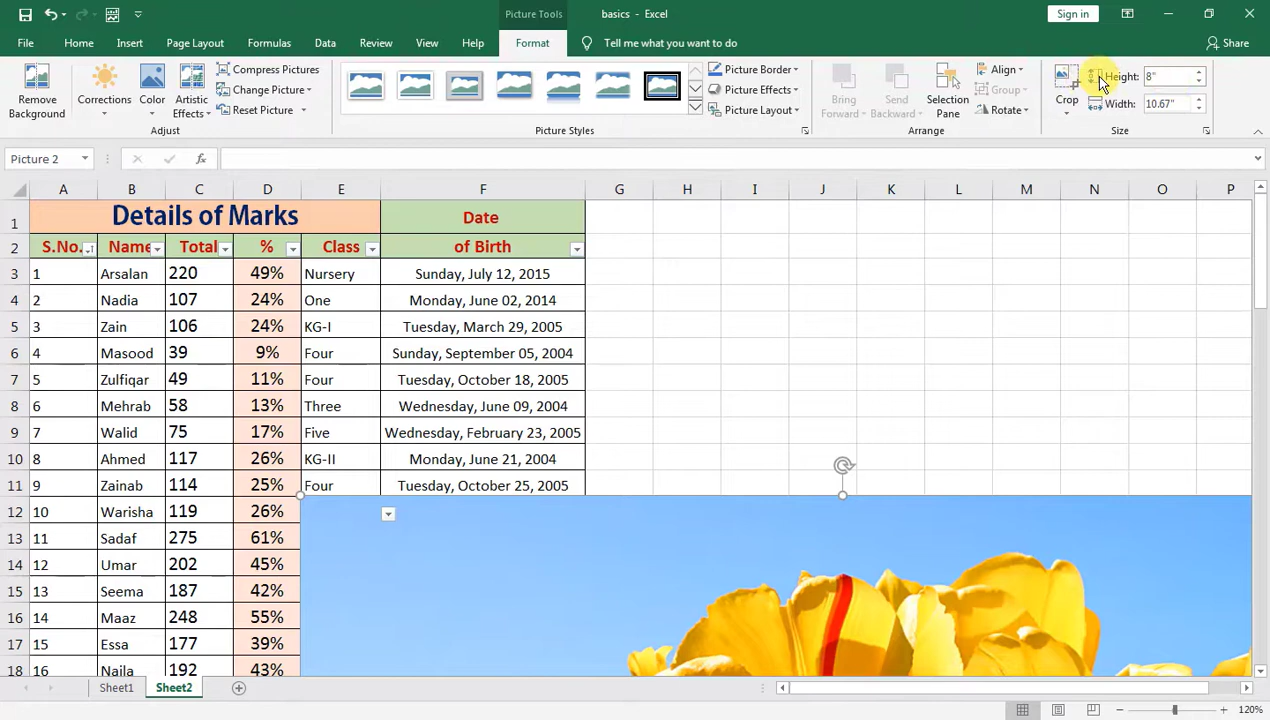 Picture Tools
basics - Excel
Sign in
File Home Insert Page Layout Formulas Data Review View Help Format Tell me what you want to do Share
Remove Background
Corrections
Color
Artistic Effects
Compress Pictures
Change Picture
Reset Picture
Adjust
Picture Styles
Picture Border
Picture Effects
Picture Layout
Bring Forward
Send Backward
Selection Pane
Align
Group
Rotate
Arrange
Crop
Height: 8"
Width: 10.67"
Size
Picture 2
fx
A B C D E F G H I J K L M N O P
1 Details of Marks Date
2 S.No. Name Total % Class of Birth
3 1 Arsalan 220 49% Nursery Sunday, July 12, 2015
4 2 Nadia 107 24% One Monday, June 02, 2014
5 3 Zain 106 24% KG-I Tuesday, March 29, 2005
6 4 Masood 39 9% Four Sunday, September 05, 2004
7 5 Zulfiqar 49 11% Four Tuesday, October 18, 2005
8 6 Mehrab 58 13% Three Wednesday, June 09, 2004
9 7 Walid 75 17% Five Wednesday, February 23, 2005
10 8 Ahmed 117 26% KG-II Monday, June 21, 2004
11 9 Zainab 114 25% Four Tuesday, October 25, 2005
12 10 Warisha 119 26%
13 11 Sadaf 275 61%
14 12 Umar 202 45%
15 13 Seema 187 42%
16 14 Maaz 248 55%
17 15 Essa 177 39%
18 16 Naila 192 43%
Sheet1 Sheet2
120%